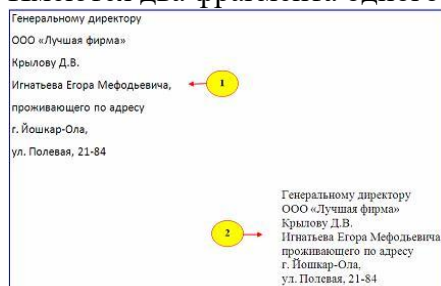 Генеральному директору
ООО «Лучшая фирма»
Крылову Д.В.
Игнатьева Егора Мефодьевича,
1
проживающего по адресу
г. Йошкар-Ола,
ул. Полевая, 21-84
Генеральному директору
ООО «Лучшая фирма»
Крылову Д.В.
2
Игнатьева Егора Мефодьевича
проживающего по адресу
г. Йошкар-Ола,
ул. Полевая, 21-84